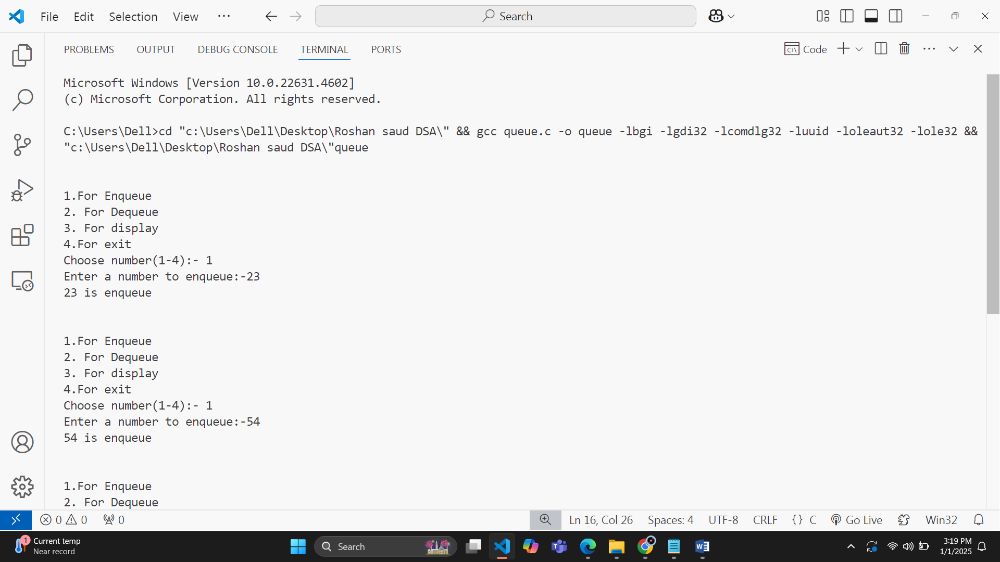 File Edit Selection View ··· Search
PROBLEMS OUTPUT DEBUG CONSOLE TERMINAL PORTS Code
Microsoft Windows [Version 10.0.22631.4602]
(c) Microsoft Corporation. All rights reserved.
C:\Users\Dell>cd "c:\Users\Dell\Desktop\Roshan saud DSA\" && gcc queue.c -o queue -lbgi -lgdi32 -lcomdlg32 -luuid -loleaut32 -lole32 &&
"c:\Users\Dell\Desktop\Roshan saud DSA\"queue
1.For Enqueue
2. For Dequeue
3. For display
4.For exit
Choose number(1-4):- 1
Enter a number to enqueue:-23
23 is enqueue
1.For Enqueue
2. For Dequeue
3. For display
4.For exit
Choose number(1-4):- 1
Enter a number to enqueue:-54
54 is enqueue
1.For Enqueue
2. For Dequeue
0 0 0 Ln 16, Col 26 Spaces: 4 UTF-8 CRLF {} C Go Live Win32
1 Current temp Search 3:19 PM
Near record 1/1/2025